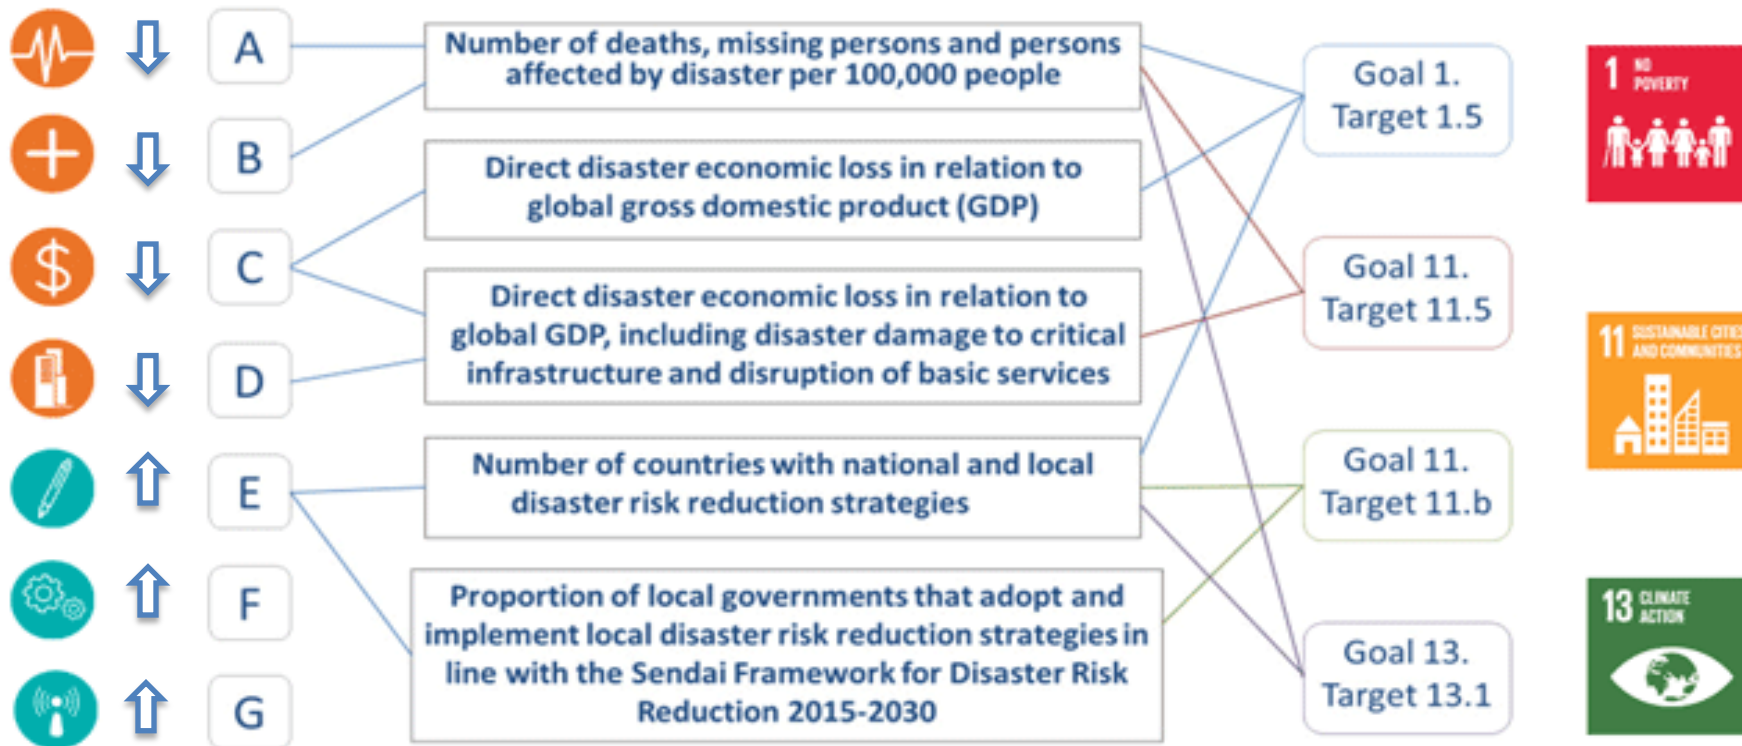 A
B
C
D
E
F
G
Number of deaths, missing persons and persons
affected by disaster per 100,000 people
Direct disaster economic loss in relation to
global gross domestic product (GDP)
Direct disaster economic loss in relation to
global GDP, including disaster damage to critical
infrastructure and disruption of basic services
Number of countries with national and local
disaster risk reduction strategies
Proportion of local governments that adopt and
implement local disaster risk reduction strategies in
line with the Sendai Framework for Disaster Risk
Reduction 2015-2030
Goal 1.
Target 1.5
Goal 11.
Target 11.5
Goal 11.
Target 11.b
Goal 13.
Target 13.1
1 NO
POVERTY
11 SUSTAINABLE CITIES
AND COMMUNITIES
13 CLIMATE
ACTION